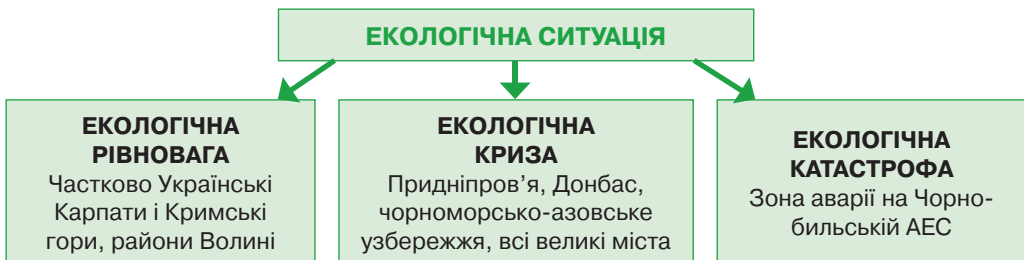 ЕКОЛОГІЧНА СИТУАЦІЯ
ЕКОЛОГІЧНА
РІВНОВАГА
Частково Українські
Карпати і Кримські
гори, райони Волині
ЕКОЛОГІЧНА
КРИЗА
Придніпров’я, Донбас,
чорноморсько-азовське
узбережжя, всі великі міста
ЕКОЛОГІЧНА
КАТАСТРОФА
Зона аварії на Чорно-
бильській АЕС